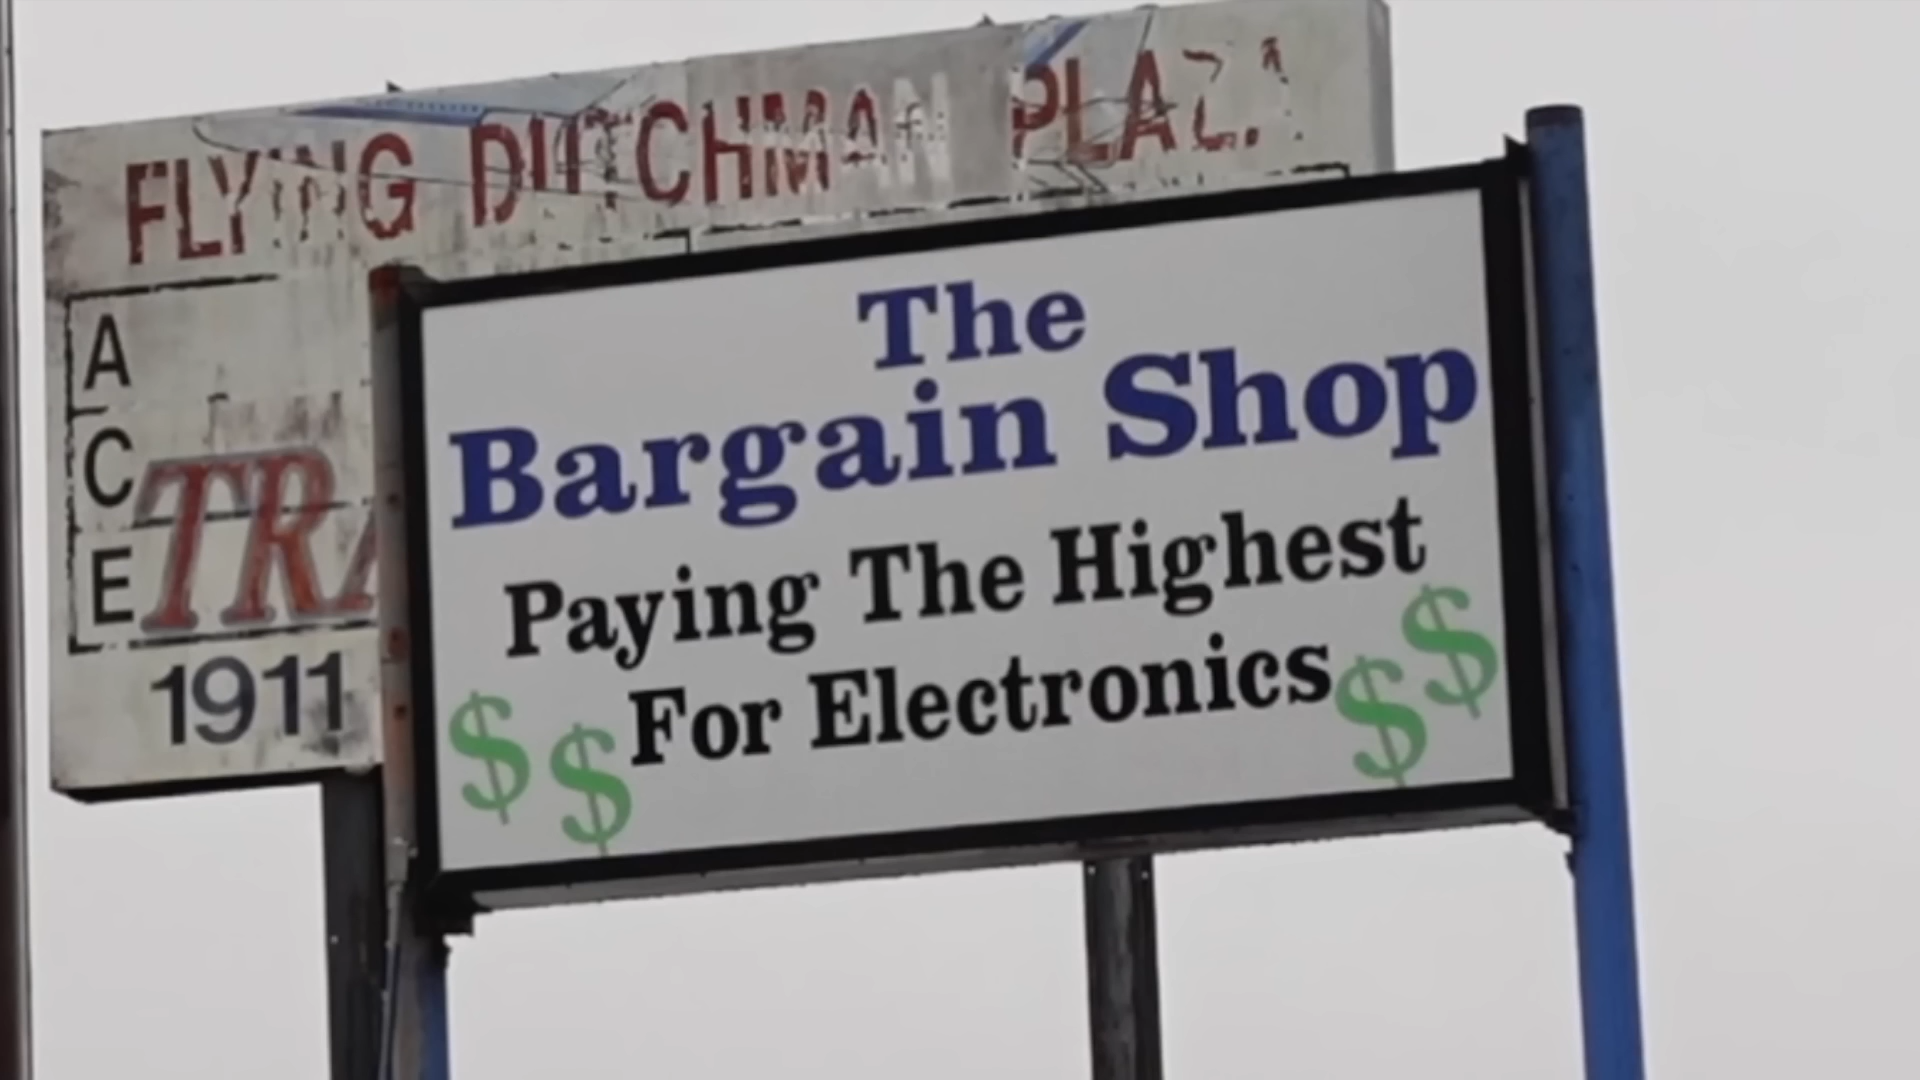 FLYING DUTCHMAN PLAZA
A
C
E
TRA
1911
The
Bargain Shop
Paying The Highest
$ $ For Electronics $ $